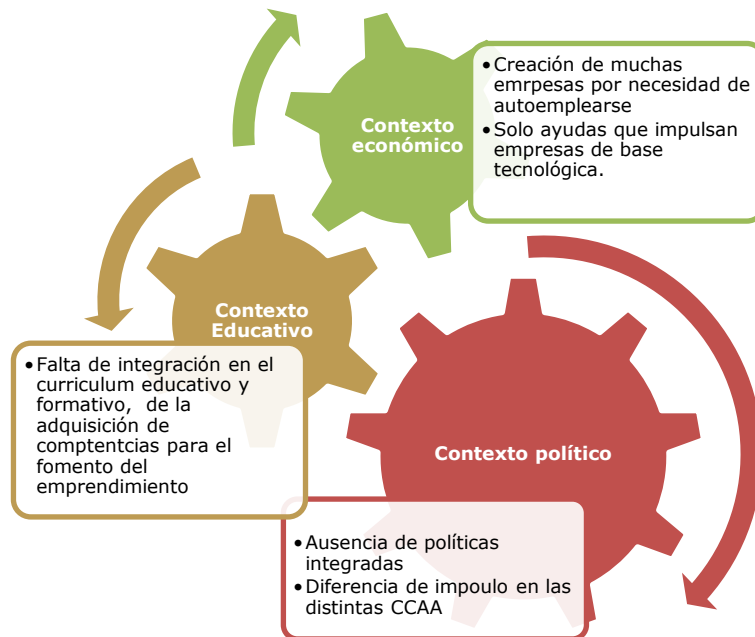 Contexto
económico
•Creación de muchas
emrpesas por necesidad de
autoemplearse
•Solo ayudas que impulsan
empresas de base
tecnológica.
Contexto
Educativo
•Falta de integración en el
curriculum educativo y
formativo, de la
adquisición de
comptentcias para el
fomento del
emprendimiento
Contexto político
•Ausencia de políticas
integradas
•Diferencia de impoulo en las
distintas CCAA